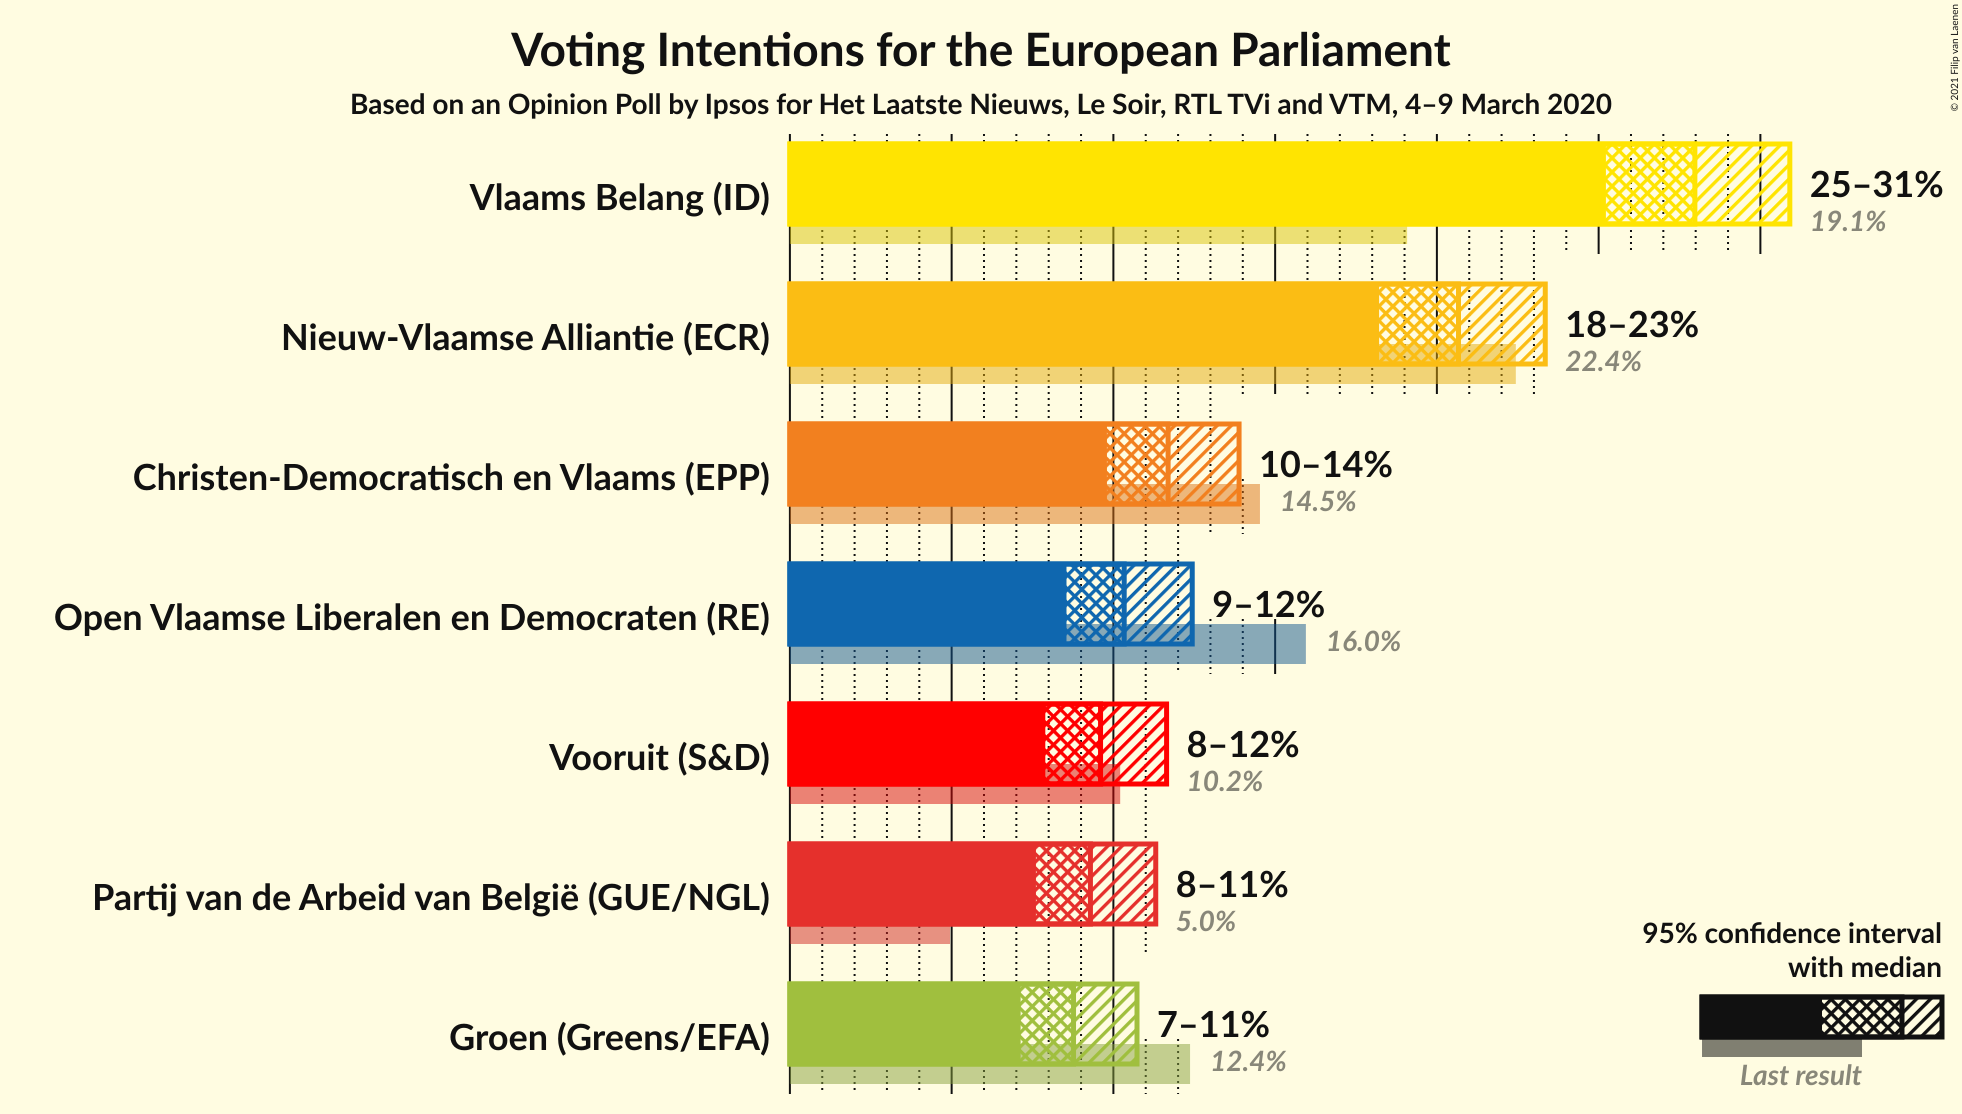 Voting Intentions for the European Parliament
Based on an Opinion Poll by Ipsos for Het Laatste Nieuws, Le Soir, RTL TVi and VTM, 4–9 March 2020
© 2021 Filip van Laenen
Vlaams Belang (ID)
25–31%
19.1%
Nieuw-Vlaamse Alliantie (ECR)
18–23%
22.4%
Christen-Democratisch en Vlaams (EPP)
10–14%
14.5%
Open Vlaamse Liberalen en Democraten (RE)
9–12%
16.0%
Vooruit (S&D)
8–12%
10.2%
Partij van de Arbeid van België (GUE/NGL)
8–11%
5.0%
Groen (Greens/EFA)
7–11%
12.4%
95% confidence interval
with median
Last result